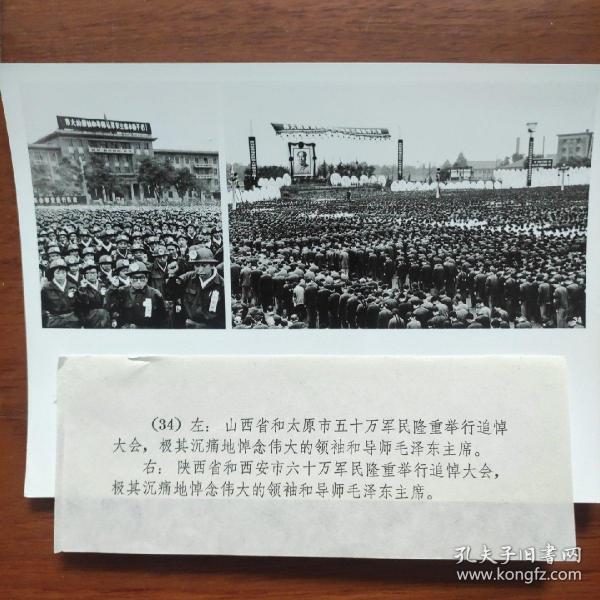 34
(34) 左: 山西省和太原市五十万军民隆重举行追悼
大会, 极其沉痛地悼念伟大的领袖和导师毛泽东主席。
右: 陕西省和西安市六十万军民隆重举行追悼大会,
极其沉痛地悼念伟大的领袖和导师毛泽东主席。
孔夫子旧书网
www.kongfz.com